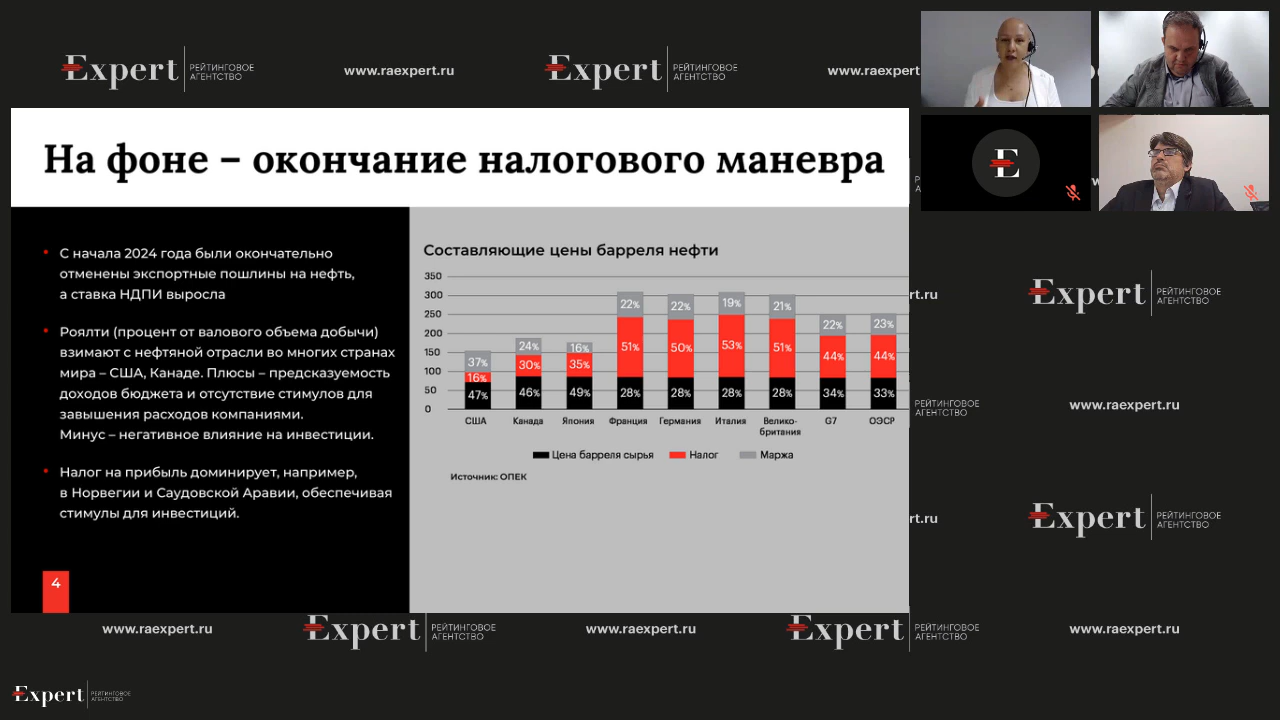 Expert РЕЙТИНГОВОЕ АГЕНТСТВО
www.raexpert.ru
Expert РЕЙТИНГОВОЕ АГЕНТСТВО
www.raexpert.ru
На фоне – окончание налогового маневра
• С начала 2024 года были окончательно
отменены экспортные пошлины на нефть,
а ставка НДПИ выросла
• Роялти (процент от валового объема добычи)
взимают с нефтяной отрасли во многих странах
мира – США, Канаде. Плюсы – предсказуемость
доходов бюджета и отсутствие стимулов для
завышения расходов компаниями.
Минус – негативное влияние на инвестиции.
• Налог на прибыль доминирует, например,
в Норвегии и Саудовской Аравии, обеспечивая
стимулы для инвестиций.
4
Составляющие цены барреля нефти
350
300
250
200
150
100
50
0
37% 24% 16% 22% 22% 19% 21% 22% 23%
16% 30% 35% 51% 50% 53% 51% 44% 44%
47% 46% 49% 28% 28% 28% 28% 34% 33%
США Канада Япония Франция Германия Италия Велико-британия G7 ОЭСР
Цена барреля сырья Налог Маржа
Источник: ОПЕК
E
rt.ru
Expert РЕЙТИНГОВОЕ АГЕНТСТВО
РЕЙТИНГОВОЕ АГЕНТСТВО
www.raexpert.ru
rt.ru
Expert РЕЙТИНГОВОЕ АГЕНТСТВО
www.raexpert.ru
Expert РЕЙТИНГОВОЕ АГЕНТСТВО
www.raexpert.ru
Expert РЕЙТИНГОВОЕ АГЕНТСТВО
www.raexpert.ru
Expert РЕЙТИНГОВОЕ АГЕНТСТВО